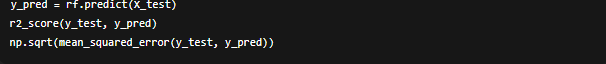 y_pred = rf.predict(X_test)
r2_score(y_test, y_pred)
np.sqrt(mean_squared_error(y_test, y_pred))